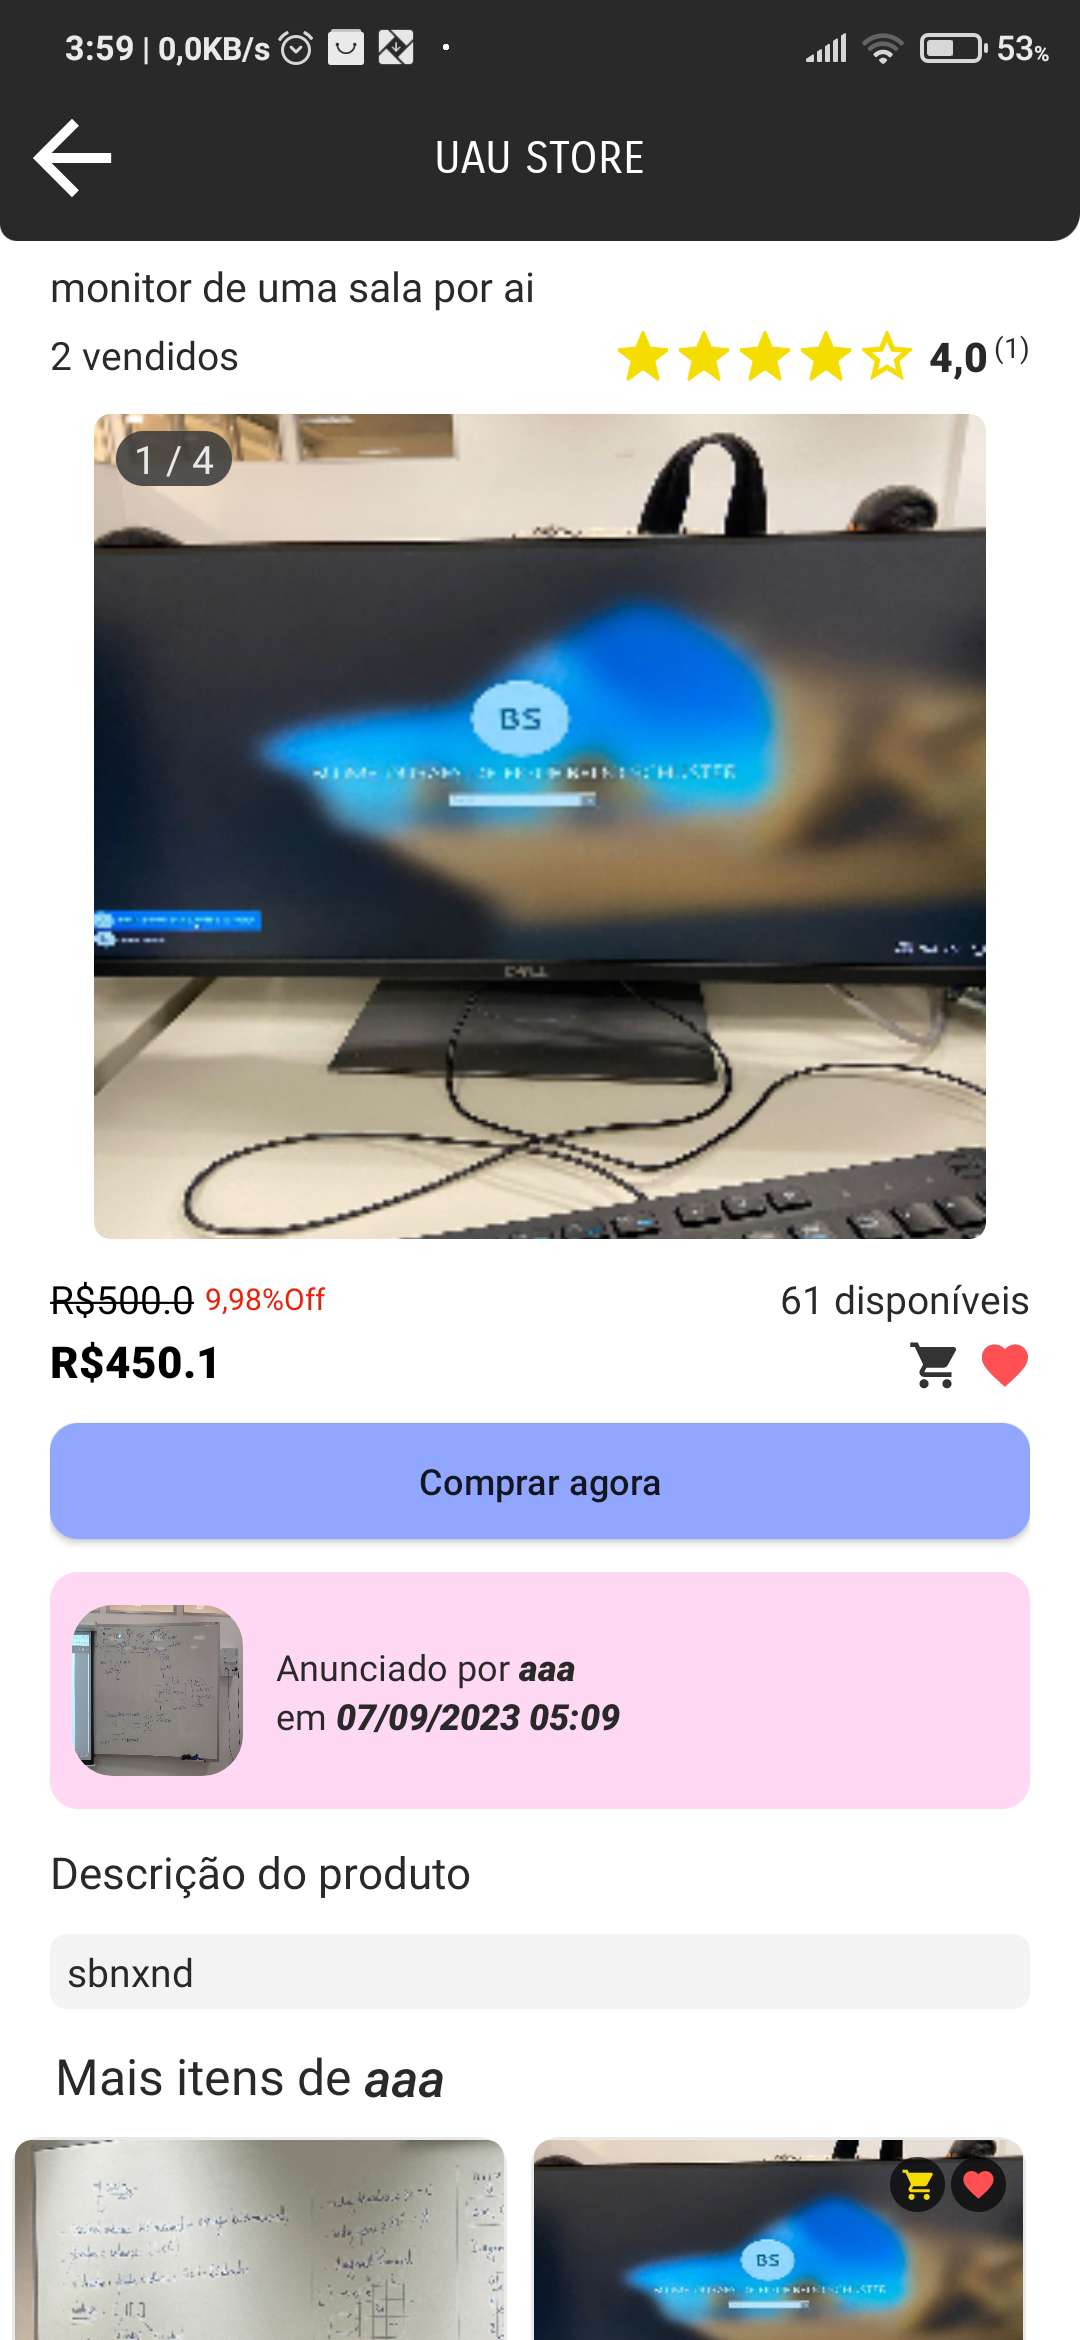 3:59 | 0,0KB/s
53%
UAU STORE
monitor de uma sala por ai
2 vendidos
4,0 (1)
1 / 4
BS
DELL
R$500.0 9,98%Off
61 disponíveis
R$450.1
Comprar agora
Anunciado por aaa
em 07/09/2023 05:09
Descrição do produto
sbnxnd
Mais itens de aaa
BS